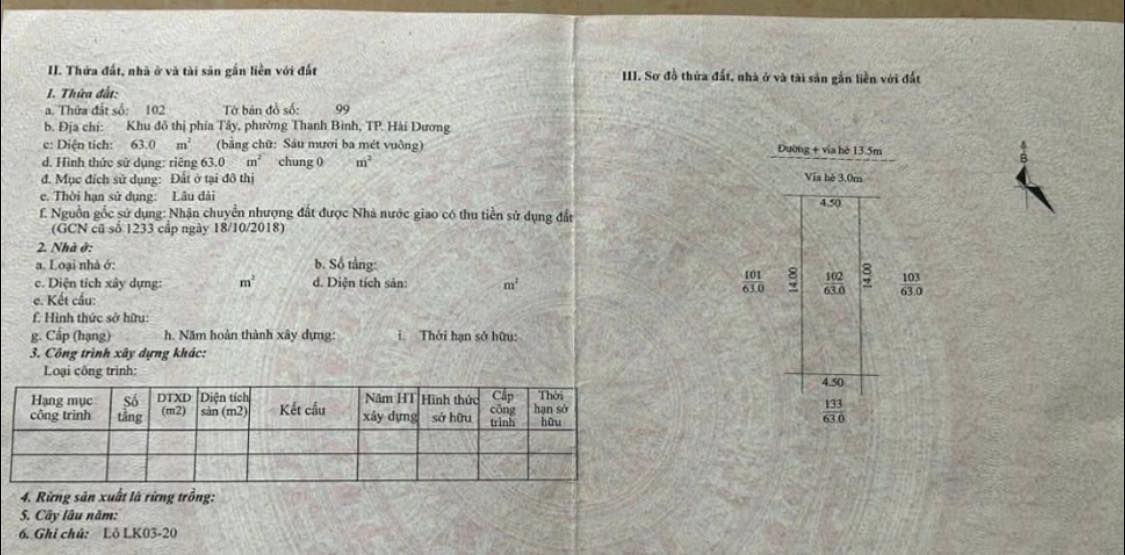 II. Thửa đất, nhà ở và tài sản gắn liền với đất
1. Thửa đất:
a. Thửa đất số: 102 Tờ bản đồ số: 99
b. Địa chỉ: Khu đô thị phía Tây, phường Thanh Bình, TP. Hải Dương
c: Diện tích: 63.0 m² (bằng chữ: Sáu mươi ba mét vuông)
d. Hình thức sử dụng: riêng 63.0 m² chung 0 m²
đ. Mục đích sử dụng: Đất ở tại đô thị
e. Thời hạn sử dụng: Lâu dài
f. Nguồn gốc sử dụng: Nhận chuyển nhượng đất được Nhà nước giao có thu tiền sử dụng đất
(GCN cũ số 1233 cấp ngày 18/10/2018)
2. Nhà ở:
a. Loại nhà ở: b. Số tầng:
c. Diện tích xây dựng: m² d. Diện tích sàn: m²
e. Kết cấu:
f. Hình thức sở hữu:
g. Cấp (hạng) h. Năm hoàn thành xây dựng: i. Thời hạn sở hữu:
3. Công trình xây dựng khác:
Loại công trình:
Hạng mục Số DTXD Diện tích Kết cấu Năm HT Hình thức Cấp Thời
công trình tầng (m2) sàn (m2) xây dựng sở hữu công hạn sở
trình hữu
4. Rừng sản xuất là rừng trồng:
5. Cây lâu năm:
6. Ghi chú: Lô LK03-20
III. Sơ đồ thửa đất, nhà ở và tài sản gắn liền với đất
Đường + vỉa hè 13.5m
B
Vỉa hè 3.0m
4.50
101 14.00 102 14.00 103
63.0 63.0 63.0
4.50
133
63.0